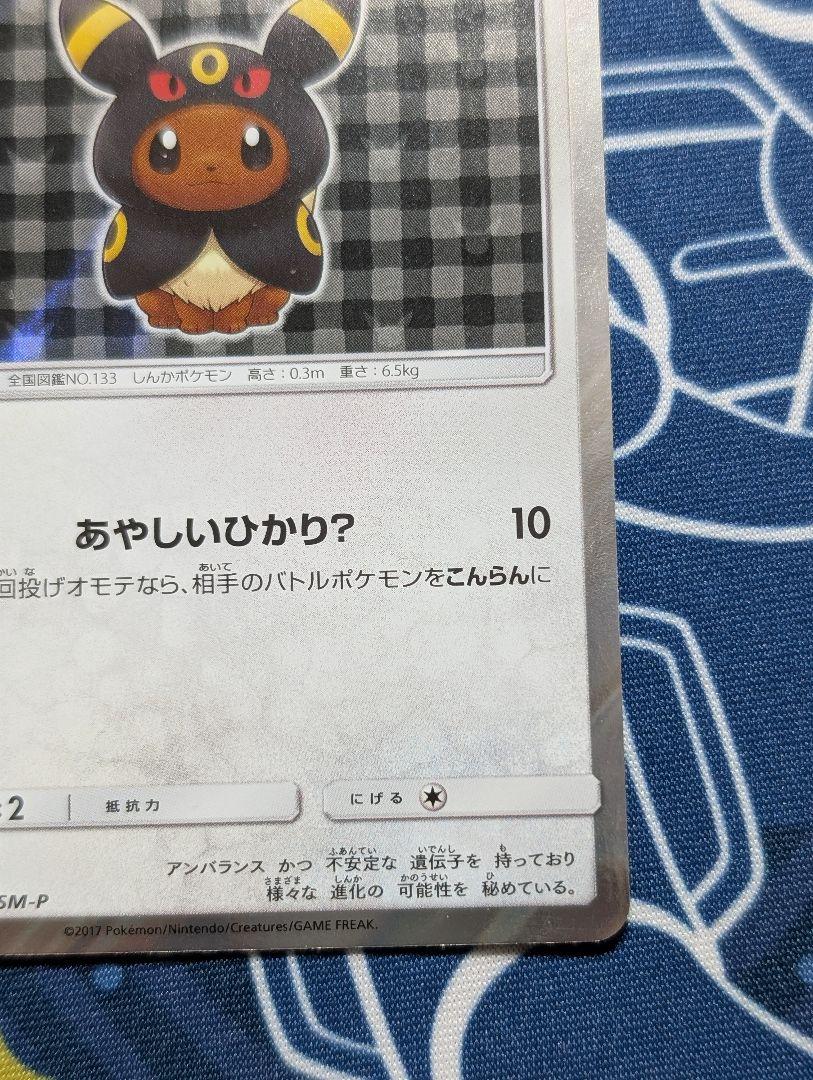 全国図鑑NO.133 しんかポケモン 高さ:0.3m 重さ:6.5kg
あやしいひかり? 10
回投げオモテなら、相手のバトルポケモンをこんらんに
×2 抵抗力 にげる
アンバランス かつ 不安定な 遺伝子を 持っており
様々な 進化の 可能性を 秘めている。
SM-P
©2017 Pokémon/Nintendo/Creatures/GAME FREAK.